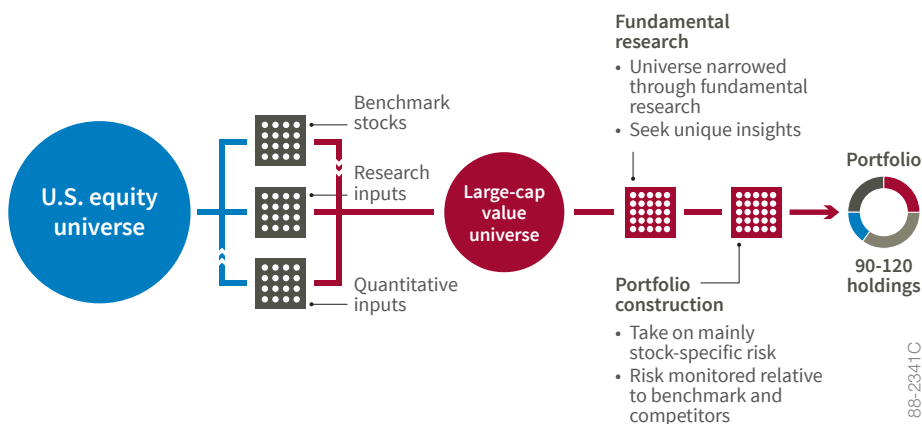 U.S. equity
universe
Benchmark
stocks
Research
inputs
Quantitative
inputs
Large-cap
value
universe
Fundamental
research
• Universe narrowed
through fundamental
research
• Seek unique insights
Portfolio
construction
• Take on mainly
stock-specific risk
• Risk monitored relative
to benchmark and
competitors
Portfolio
90-120
holdings
88-2341C